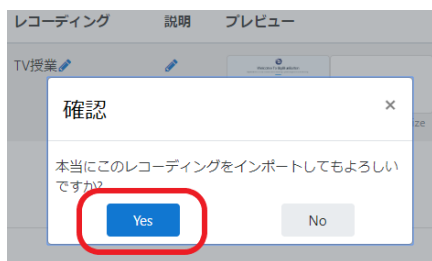 レコーディング 説明 プレビュー
TV授業
確認 ×
本当にこのレコーディングをインポートしてもよろしい
ですか?
Yes No